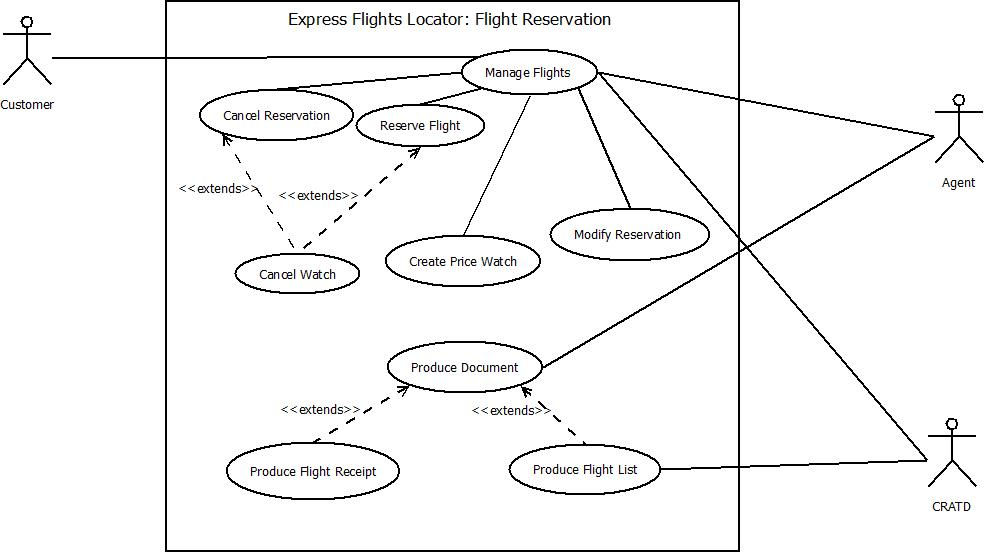 Express Flights Locator: Flight Reservation
Manage Flights
Customer
Cancel Reservation
Reserve Flight
Agent
<<extends>>
<<extends>>
Modify Reservation
Create Price Watch
Cancel Watch
Produce Document
<<extends>>
<<extends>>
Produce Flight Receipt
Produce Flight List
CRATD